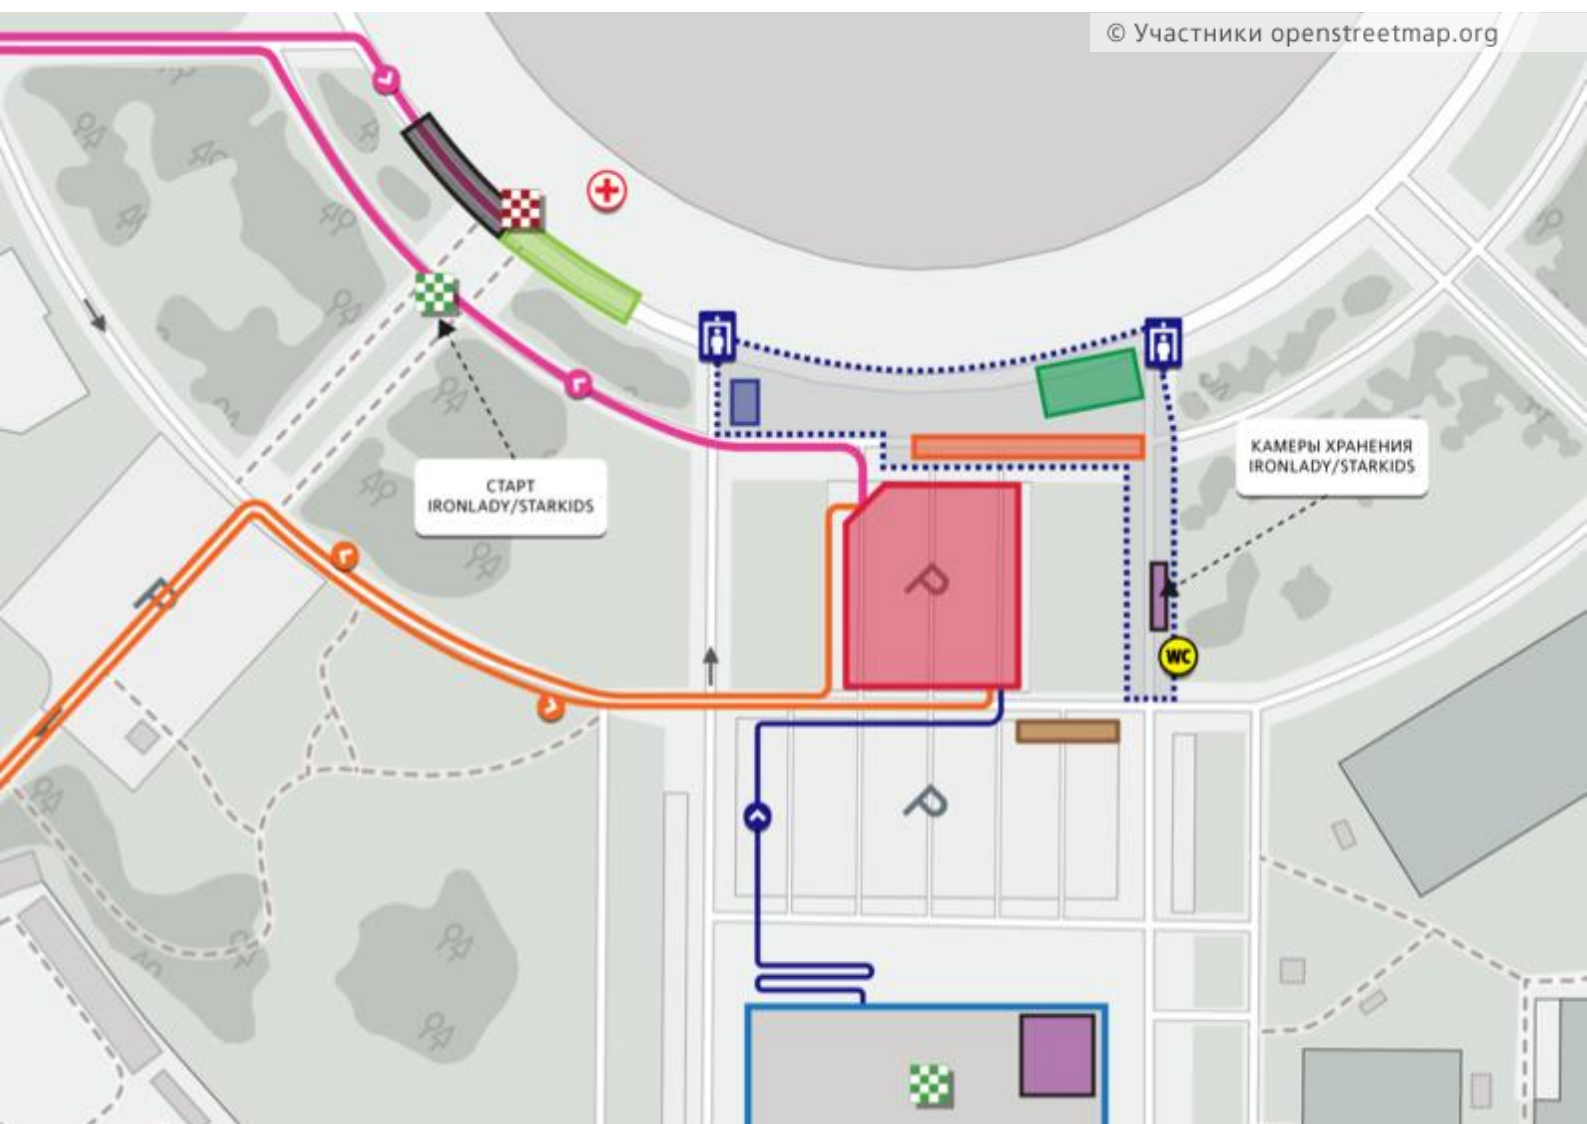 © Участники openstreetmap.org
СТАРТ
IRONLADY/STARKIDS
КАМЕРЫ ХРАНЕНИЯ
IRONLADY/STARKIDS
P
P
WC
P